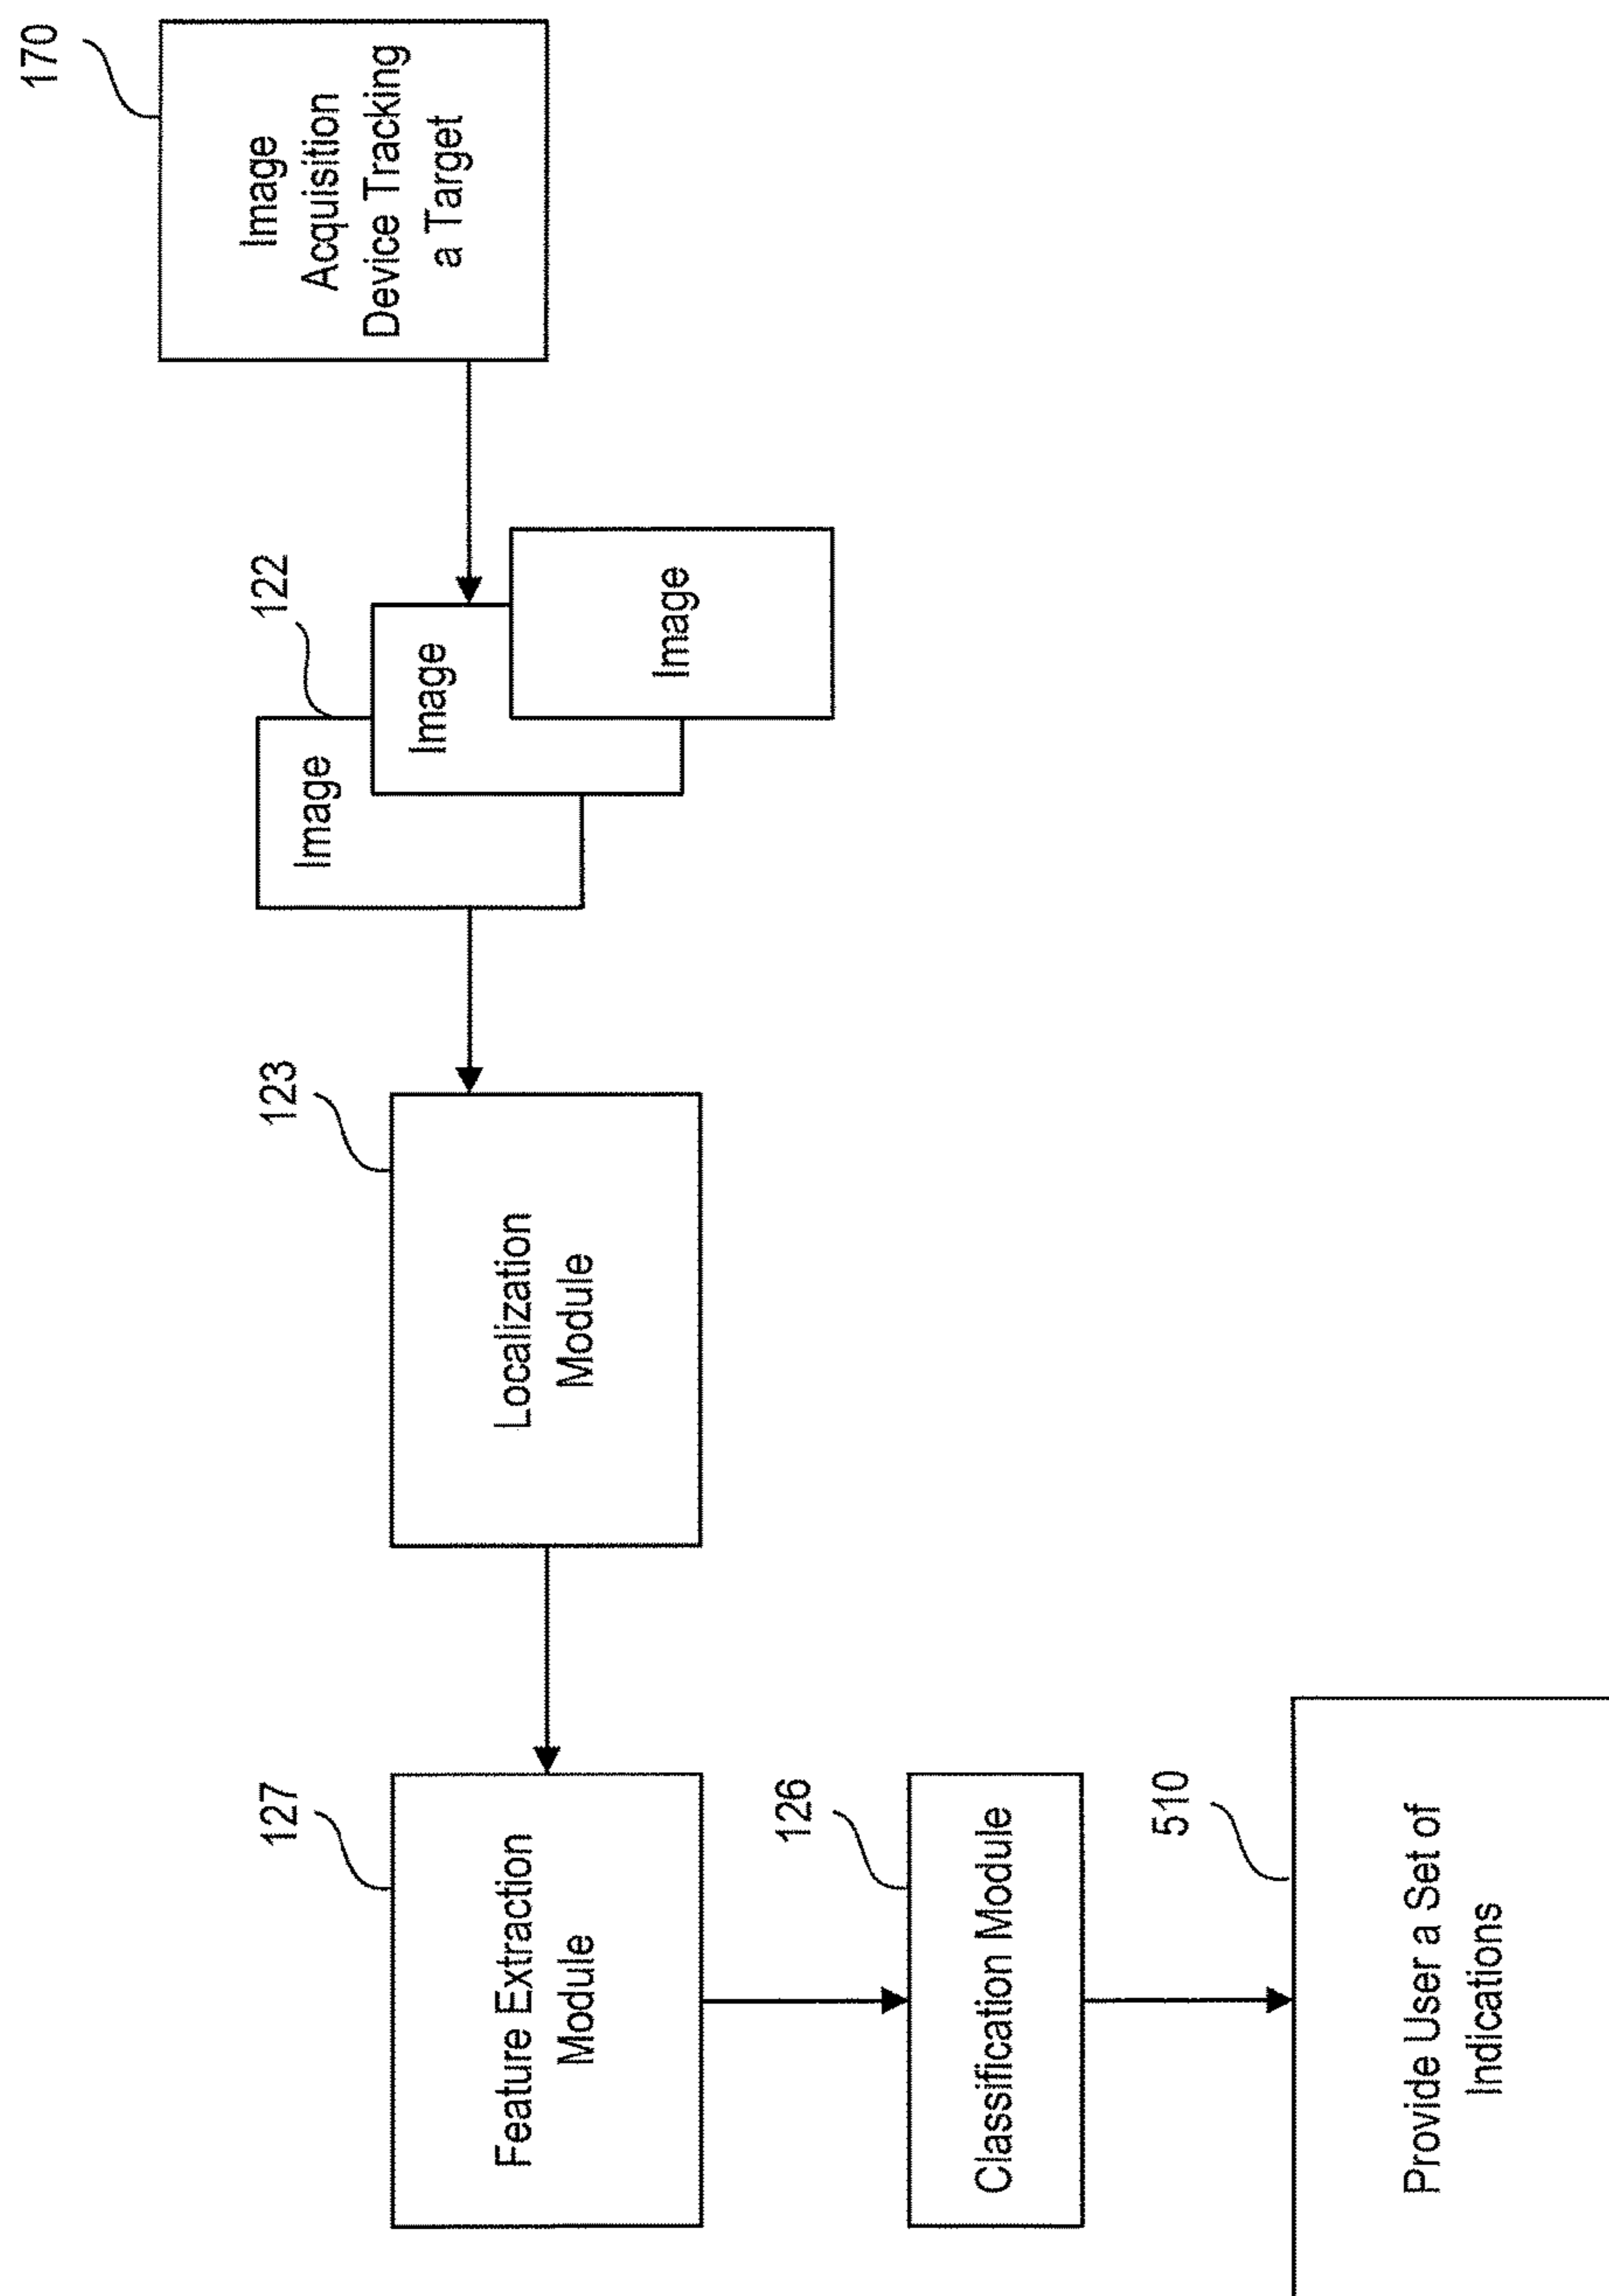 170
Image
Acquisition
Device Tracking
a Target
122
Image
Image
Image
123
Localization
Module
127
Feature Extraction
Module
126
Classification Module
510
Provide User a Set of
Indications